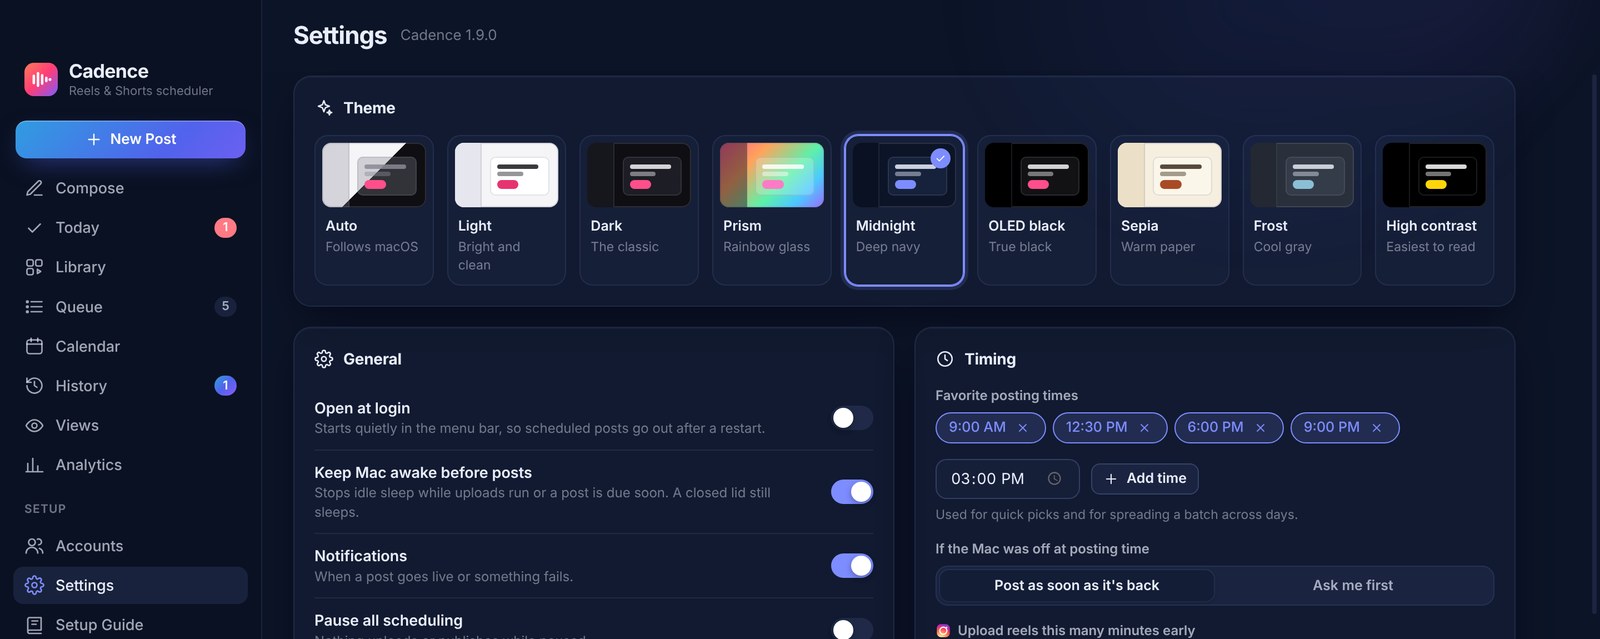 Settings Cadence 1.9.0
Cadence
Reels & Shorts scheduler
New Post
Compose
Today 1
Library
Queue 5
Calendar
History 1
Views
Analytics
SETUP
Accounts
Settings
Setup Guide
Theme
Auto
Follows macOS
Light
Bright and
clean
Dark
The classic
Prism
Rainbow glass
Midnight
Deep navy
OLED black
True black
Sepia
Warm paper
Frost
Cool gray
High contrast
Easiest to read
General
Open at login
Starts quietly in the menu bar, so scheduled posts go out after a restart.
Keep Mac awake before posts
Stops idle sleep while uploads run or a post is due soon. A closed lid still
sleeps.
Notifications
When a post goes live or something fails.
Pause all scheduling
Timing
Favorite posting times
9:00 AM 12:30 PM 6:00 PM 9:00 PM
03:00 PM Add time
Used for quick picks and for spreading a batch across days.
If the Mac was off at posting time
Post as soon as it's back Ask me first
Upload reels this many minutes early